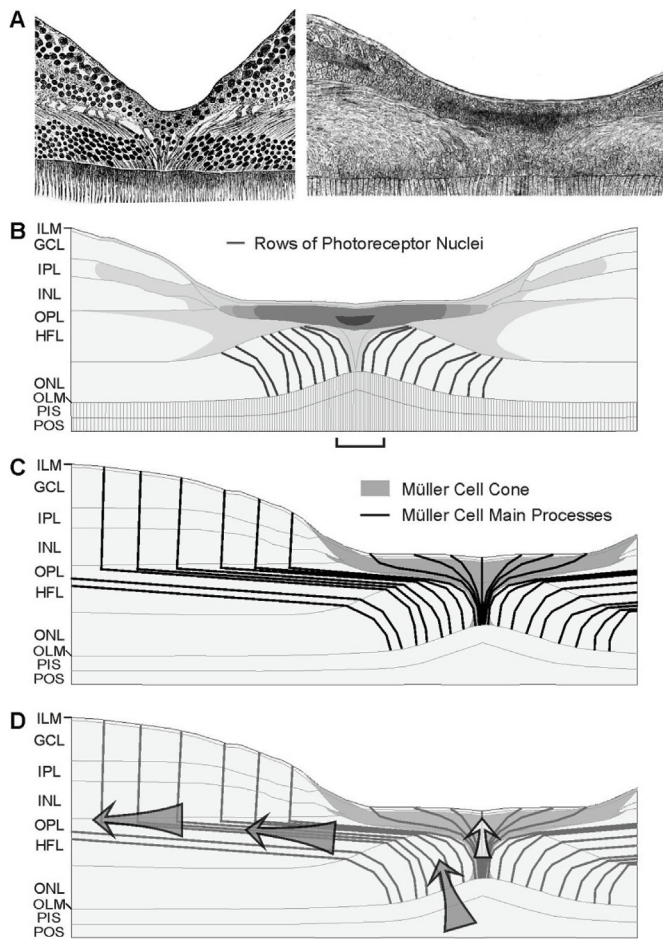 A
B
ILM
GCL
IPL
INL
OPL
HFL
ONL
OLM
PIS
POS
Rows of Photoreceptor Nuclei
C
ILM
GCL
IPL
INL
OPL
HFL
ONL
OLM
PIS
POS
Müller Cell Cone
Müller Cell Main Processes
D
ILM
GCL
IPL
INL
OPL
HFL
ONL
OLM
PIS
POS